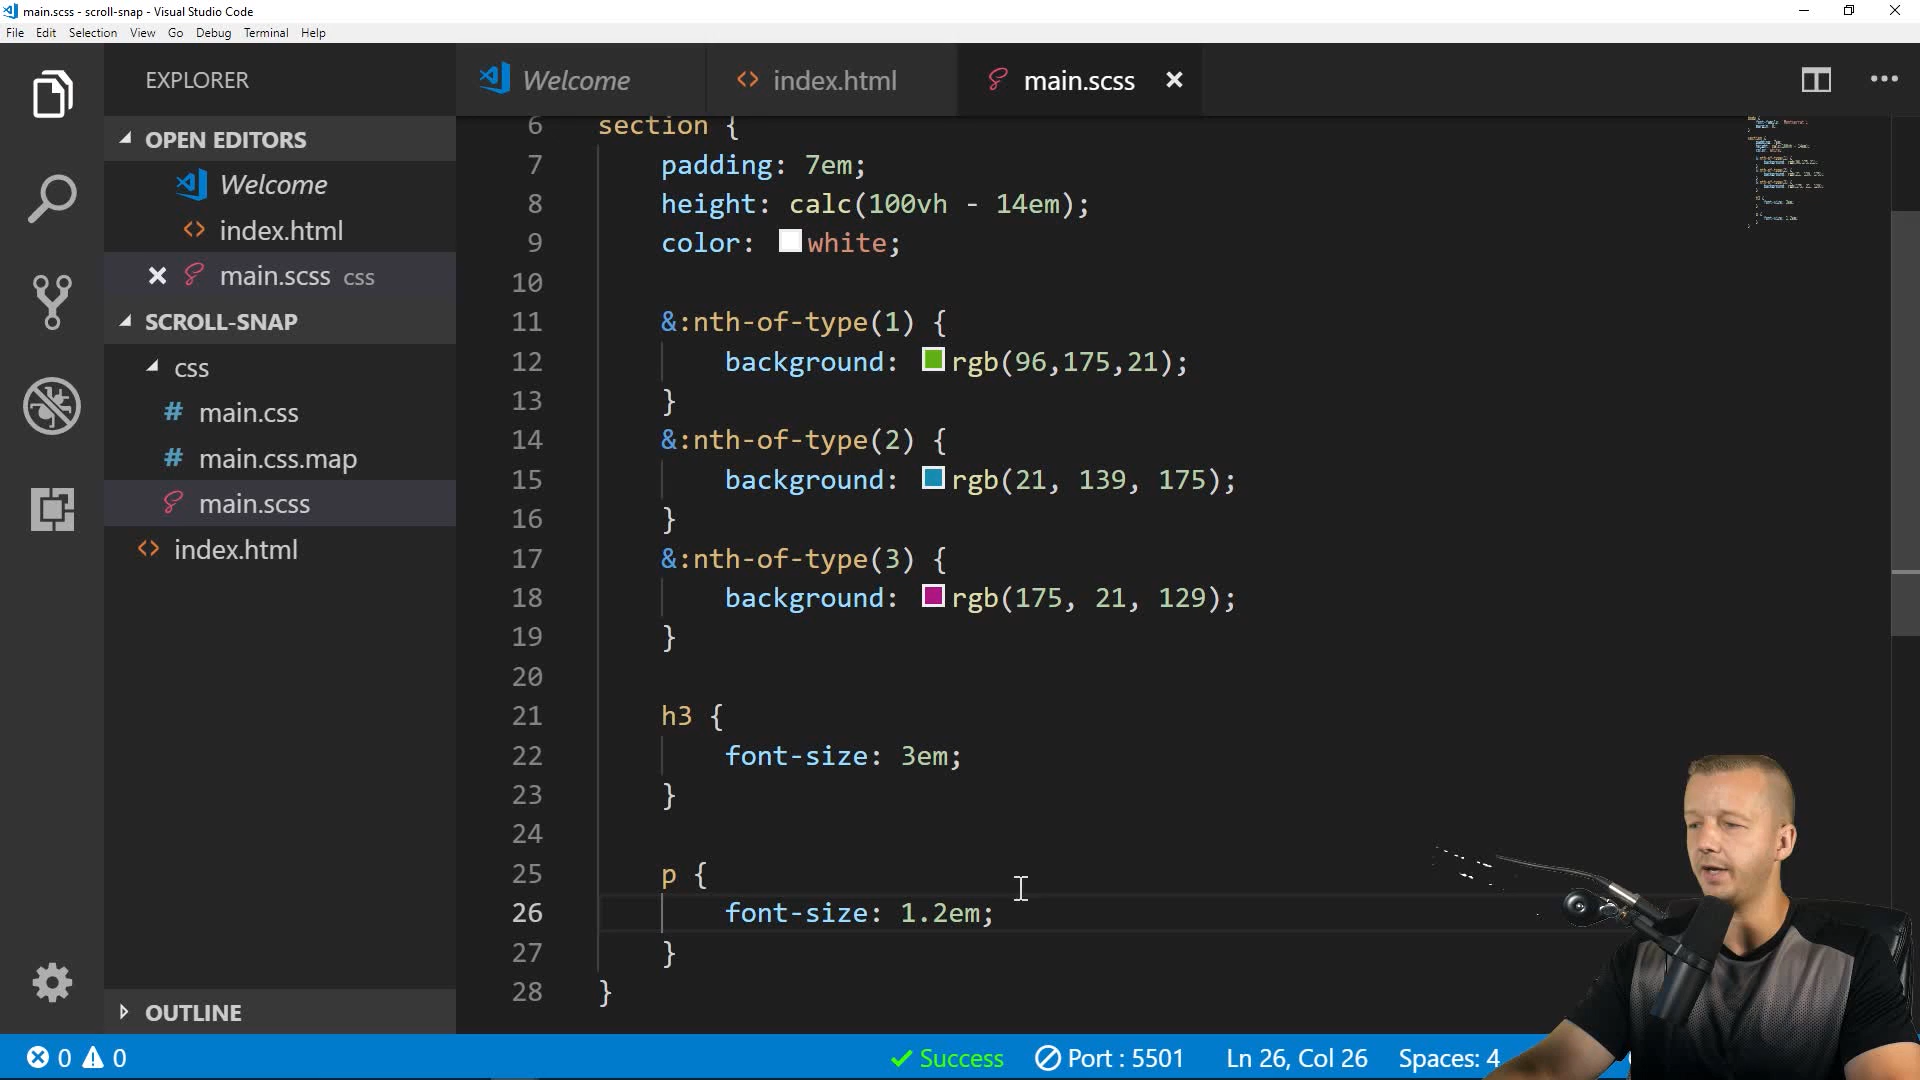 main.scss - scroll-snap - Visual Studio Code
File Edit Selection View Go Debug Terminal Help
EXPLORER
OPEN EDITORS
Welcome
index.html
main.scss css
SCROLL-SNAP
css
main.css
main.css.map
main.scss
index.html
OUTLINE
Welcome index.html main.scss
6 section {
7 padding: 7em;
8 height: calc(100vh - 14em);
9 color: white;
10
11 &:nth-of-type(1) {
12 background: rgb(96,175,21);
13 }
14 &:nth-of-type(2) {
15 background: rgb(21, 139, 175);
16 }
17 &:nth-of-type(3) {
18 background: rgb(175, 21, 129);
19 }
20
21 h3 {
22 font-size: 3em;
23 }
24
25 p {
26 font-size: 1.2em;
27 }
28 }
0 0 Success Port : 5501 Ln 26, Col 26 Spaces: 4